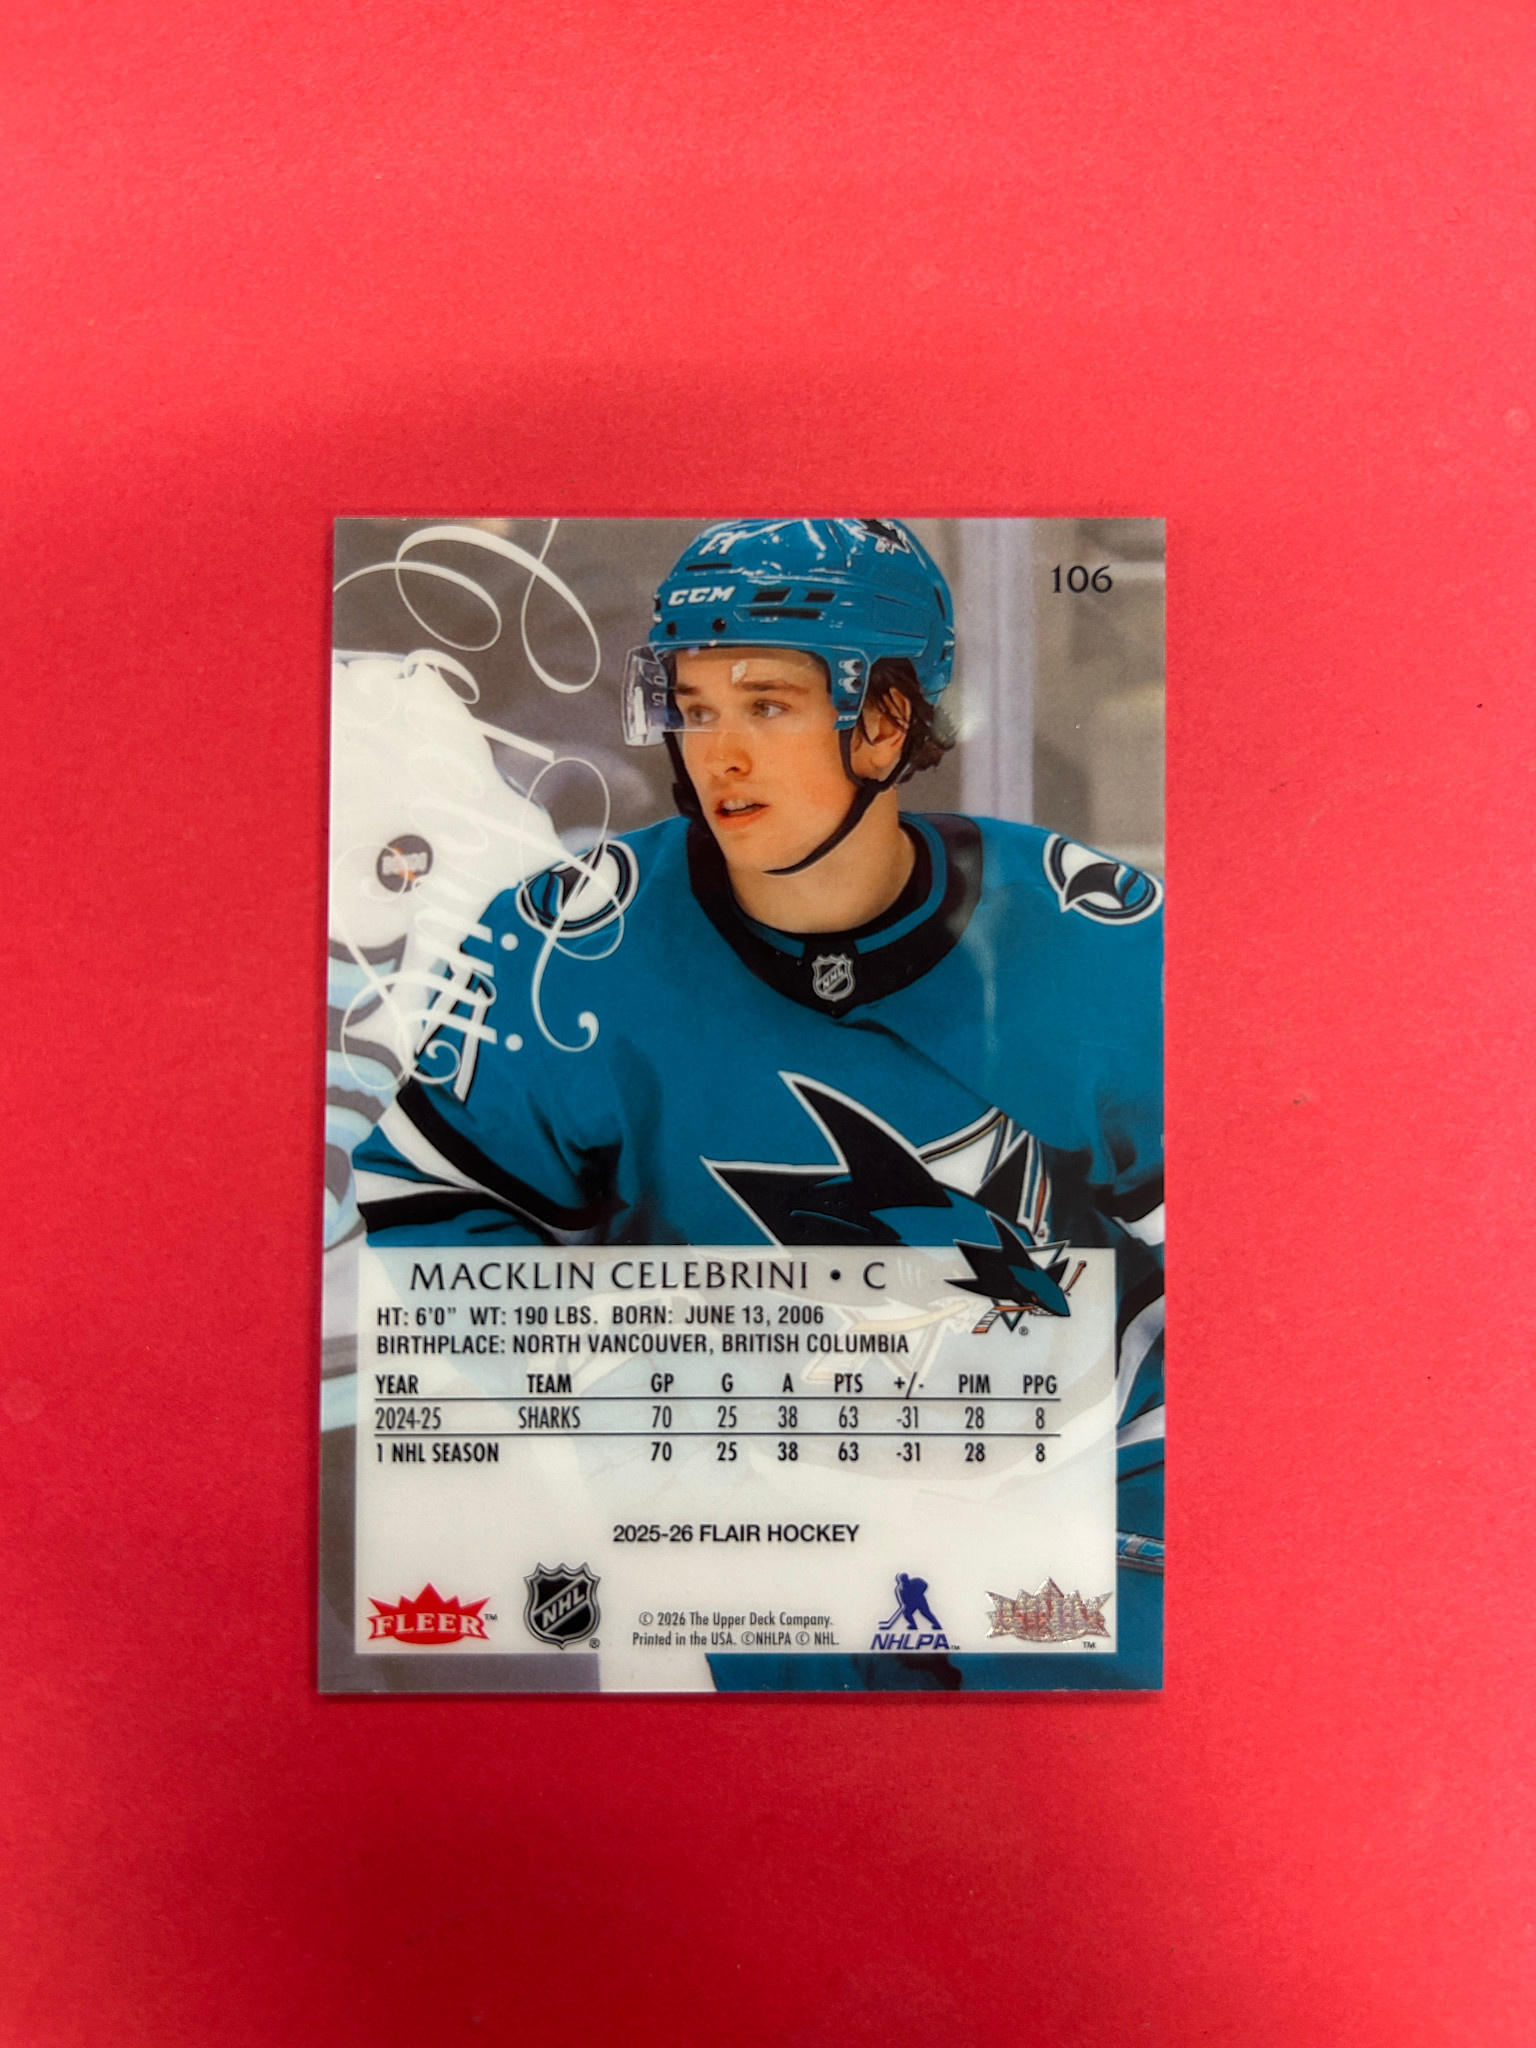 106
CCM
NHL
MACKLIN CELEBRINI • C
HT: 6'0" WT: 190 LBS. BORN: JUNE 13, 2006
BIRTHPLACE: NORTH VANCOUVER, BRITISH COLUMBIA
YEAR TEAM GP G A PTS +/- PIM PPG
2024-25 SHARKS 70 25 38 63 -31 28 8
1 NHL SEASON 70 25 38 63 -31 28 8
2025-26 FLAIR HOCKEY
FLEER™
NHL®
© 2026 The Upper Deck Company.
Printed in the USA. ©NHLPA © NHL.
NHLPA™